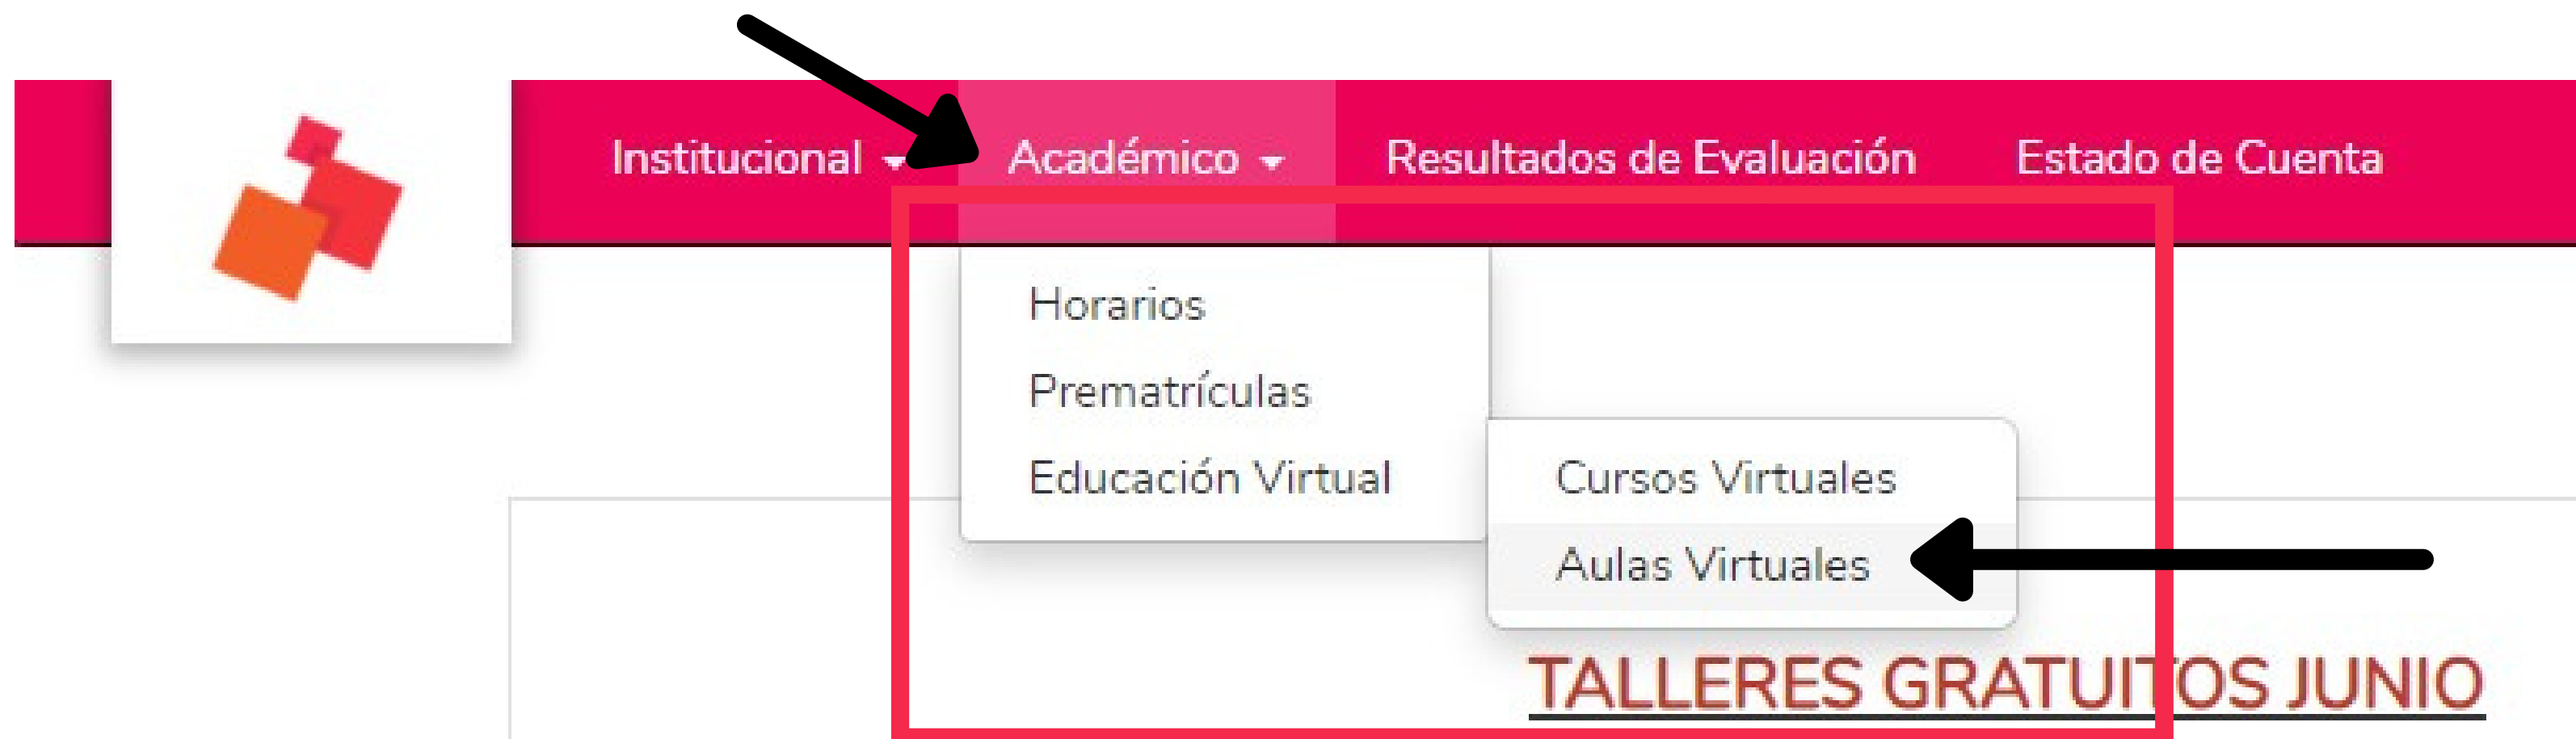 Institucional Académico Resultados de Evaluación Estado de Cuenta
Horarios
Prematrículas
Educación Virtual
Cursos Virtuales
Aulas Virtuales
TALLERES GRATUITOS JUNIO